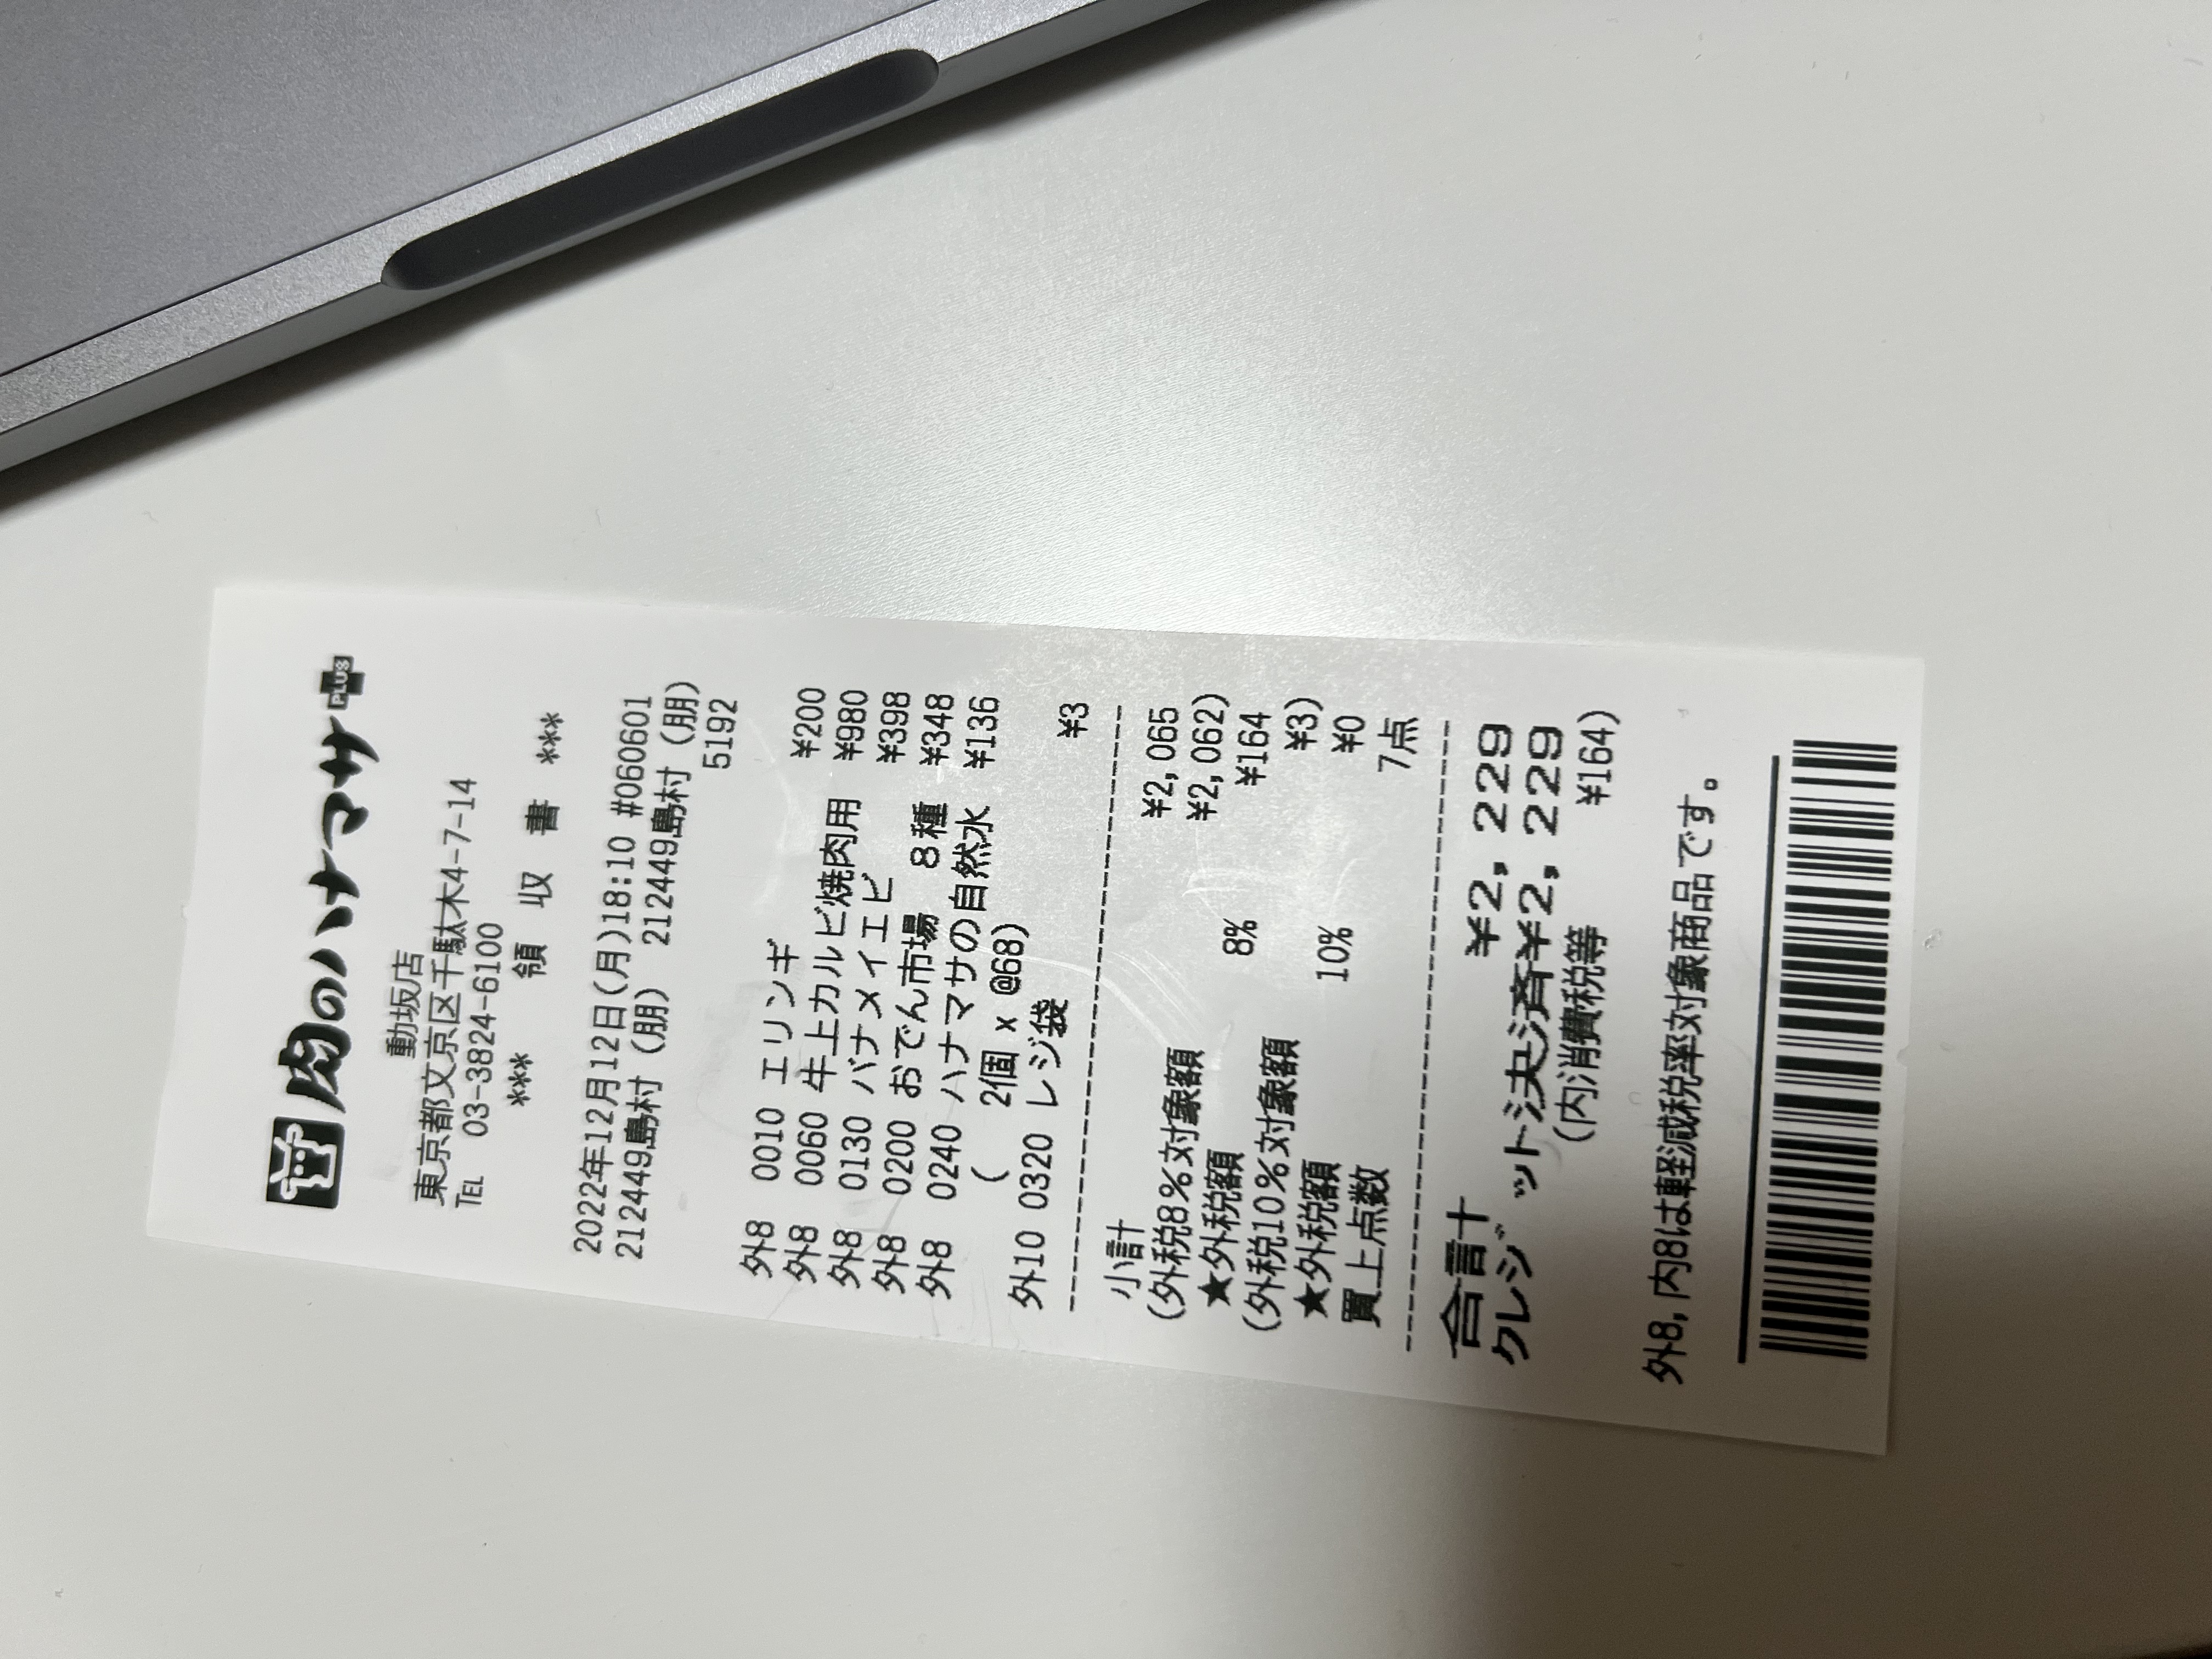 肉のハナマサ PLUS
動坂店
東京都文京区千駄木4-7-14
TEL 03-3824-6100
*** 領 収 書 ***
2022年12月12日(月)18:10 #060601
212449島村（朋） 212449島村（朋）
5192
外8 0010 エリンギ ¥200
外8 0060 牛上カルビ焼肉用 ¥980
外8 0130 バナメイエビ ¥398
外8 0200 おでん市場　８種 ¥348
外8 0240 ハナマサの自然水 ¥136
( 2個 x @68)
外10 0320 レジ袋 ¥3
小計 ¥2,065
(外税8%対象額 ¥2,062)
★外税額 8% ¥164
(外税10%対象額 ¥3)
★外税額 10% ¥0
買上点数 7点
合計 ¥2,229
クレジット決済¥2,229
(内消費税等 ¥164)
外8,内8は軽減税率対象商品です。